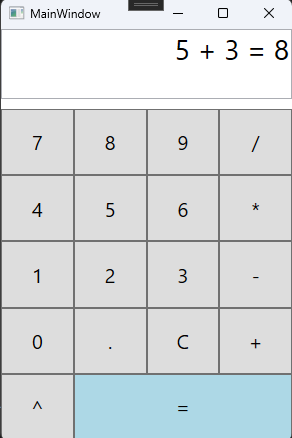 MainWindow
5 + 3 = 8
7 8 9 /
4 5 6 *
1 2 3 -
0 . C +
^ =